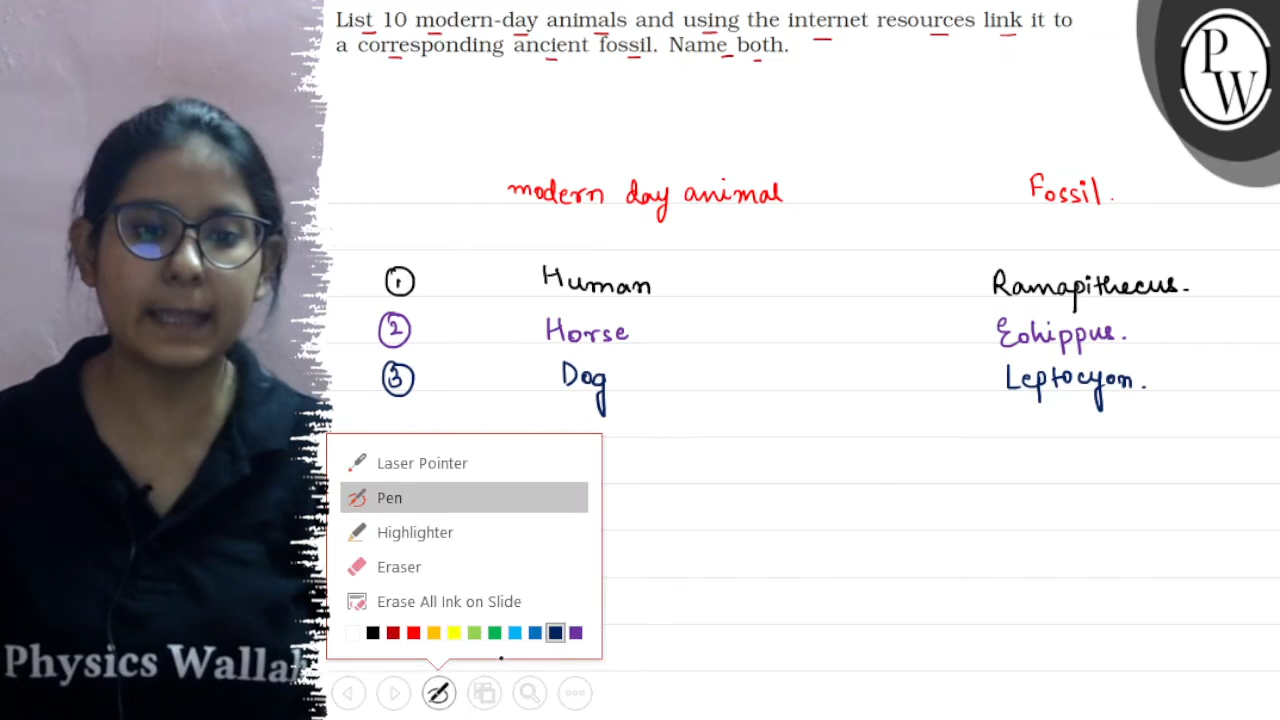 List 10 modern-day animals and using the internet resources link it to
a corresponding ancient fossil. Name both.
PW
modern day animal Fossil.
1 Human Ramapithecus.
2 Horse Eohippus.
3 Dog Leptocyon.
Laser Pointer
Pen
Highlighter
Eraser
Erase All Ink on Slide
Physics Wallah